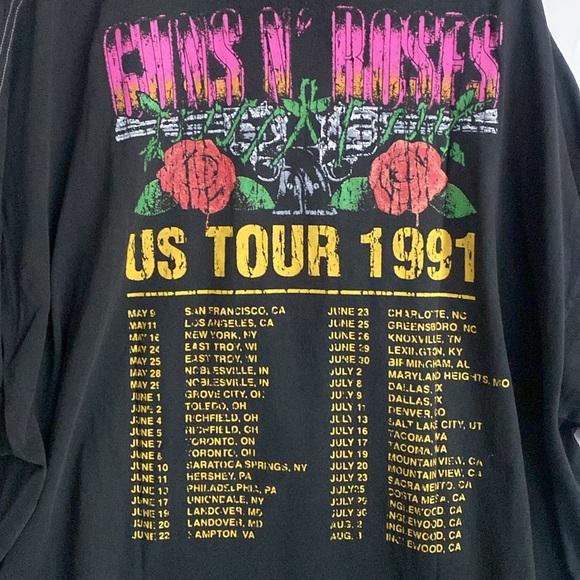 GUNS N' ROSES
US TOUR 1991
MAY 9 SAN FRANCISCO, CA
MAY 11 LOS ANGELES, CA
MAY 16 NEW YORK, NY
MAY 24 EAST TROY, WI
MAY 25 EAST TROY, WI
MAY 28 NOBLESVILLE, IN
MAY 29 NOBLESVILLE, IN
JUNE 1 GROVE CITY, OH
JUNE 2 TOLEDO, OH
JUNE 4 RICHFIELD, OH
JUNE 5 RICHFIELD, OH
JUNE 7 TORONTO, ON
JUNE 8 TORONTO, ON
JUNE 10 SARATOGA SPRINGS, NY
JUNE 11 HERSHEY, PA
JUNE 13 PHILADELPHIA, PA
JUNE 17 UNIONDALE, NY
JUNE 19 LANDOVER, MD
JUNE 20 LANDOVER, MD
JUNE 22 HAMPTON VA
JUNE 23 CHARLOTTE, NC
JUNE 25 GREENSBORO, NC
JUNE 26 KNOXVILLE, TN
JUNE 29 LEXINGTON, KY
JUNE 30 BIRMINGHAM, AL
JULY 2 MARYLAND HEIGHTS, MO
JULY 8 DALLAS, TX
JULY 9 DALLAS, TX
JULY 11 DENVER, CO
JULY 13 SALT LAKE CITY, UT
JULY TACOMA, WA
JULY 17 TACOMA, WA
JULY 19 MOUNTAIN VIEW, CA
JULY 20 MOUNTAIN VIEW, CA
JULY 23 SACRAMENTO, CA
JULY 25 COSTA MESA, CA
JULY 29 INGLEWOOD, CA
JULY INGLEWOOD, CA
AUG. 2 INGLEWOOD, CA
AUG. INGLEWOOD, CA